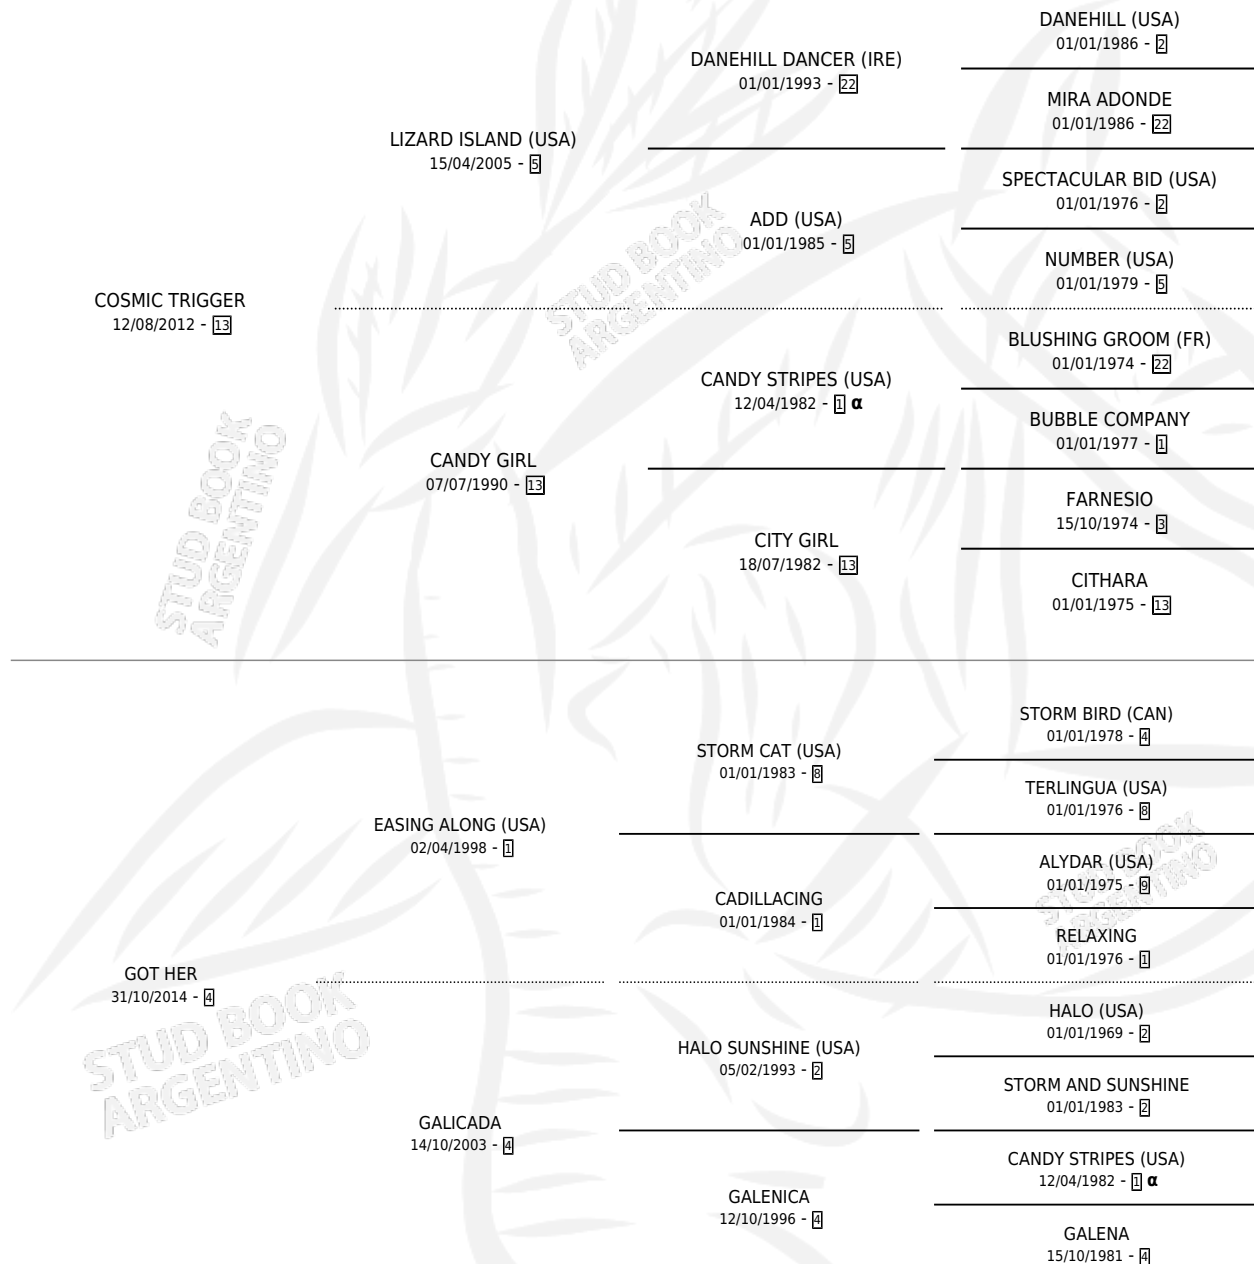 DANEHILL (USA)
01/01/1986 - 2
DANEHILL DANCER (IRE)
01/01/1993 - 22
MIRA ADONDE
01/01/1986 - 22
LIZARD ISLAND (USA)
15/04/2005 - 5
SPECTACULAR BID (USA)
01/01/1976 - 2
ADD (USA)
01/01/1985 - 5
NUMBER (USA)
01/01/1979 - 5
COSMIC TRIGGER
12/08/2012 - 13
BLUSHING GROOM (FR)
01/01/1974 - 22
CANDY STRIPES (USA)
12/04/1982 - 1 α
BUBBLE COMPANY
01/01/1977 - 1
CANDY GIRL
07/07/1990 - 13
FARNESIO
15/10/1974 - 3
CITY GIRL
18/07/1982 - 13
CITHARA
01/01/1975 - 13
STORM BIRD (CAN)
01/01/1978 - 4
STORM CAT (USA)
01/01/1983 - 8
TERLINGUA (USA)
01/01/1976 - 8
EASING ALONG (USA)
02/04/1998 - 1
ALYDAR (USA)
01/01/1975 - 9
CADILLACING
01/01/1984 - 1
RELAXING
01/01/1976 - 1
GOT HER
31/10/2014 - 4
HALO (USA)
01/01/1969 - 2
HALO SUNSHINE (USA)
05/02/1993 - 2
STORM AND SUNSHINE
01/01/1983 - 2
GALICADA
14/10/2003 - 4
CANDY STRIPES (USA)
12/04/1982 - 1 α
GALENICA
12/10/1996 - 4
GALENA
15/10/1981 - 4
STUD BOOK
ARGENTINO
STUD BOOK
ARGENTINO
STUD BOOK
ARGENTINO
STUD BOOK
ARGENTINO